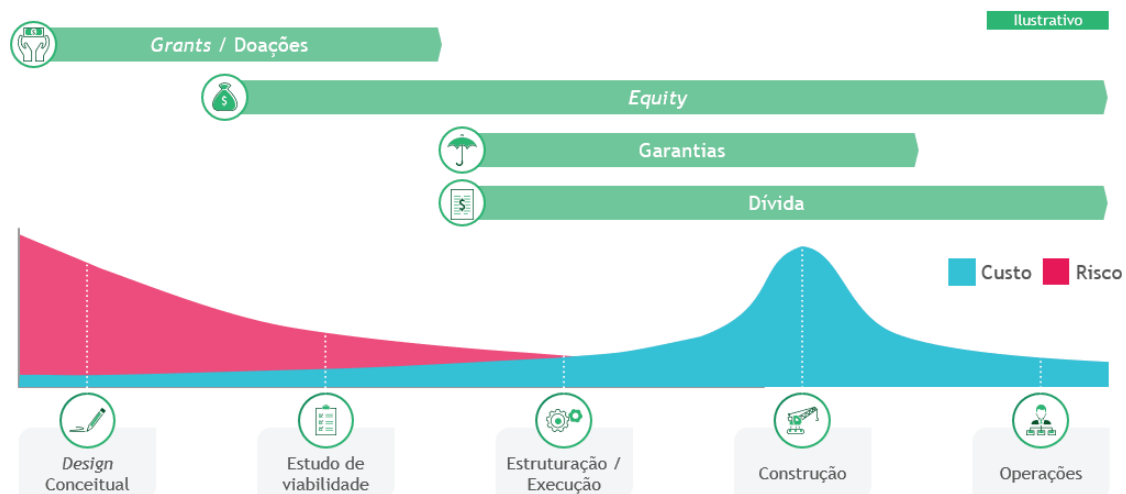 Ilustrativo
Grants / Doações
$
Equity
Garantias
$
Dívida
Custo
Risco
Design
Conceitual
Estudo de
viabilidade
Estruturação /
Execução
Construção
Operações